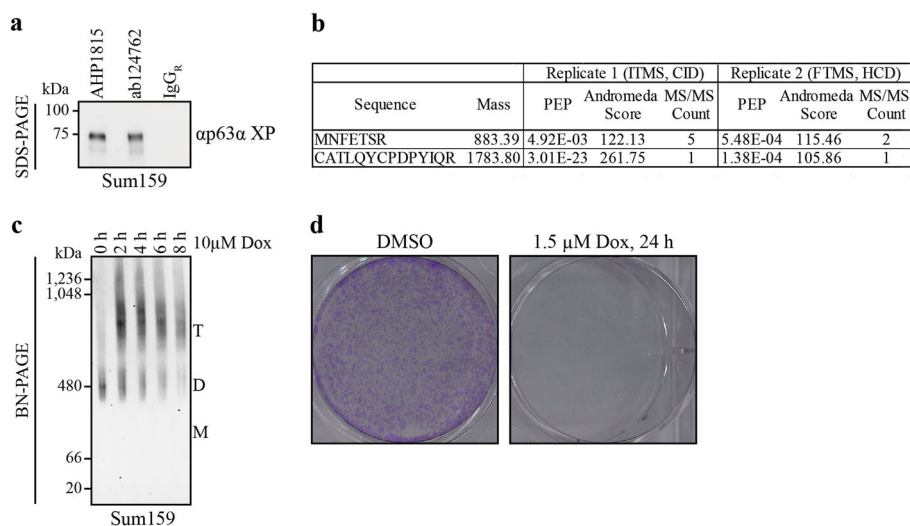 a
AHP1815
ab124762
IgGR
kDa
100
75
SDS-PAGE
αp63α XP
Sum159
b
Replicate 1 (ITMS, CID) Replicate 2 (FTMS, HCD)
Sequence Mass PEP Andromeda Score MS/MS Count PEP Andromeda Score MS/MS Count
MNFETSR 883.39 4.92E-03 122.13 5 5.48E-04 115.46 2
CATLQYCPDPYIQR 1783.80 3.01E-23 261.75 1 1.38E-04 105.86 1
c
0 h 2 h 4 h 6 h 8 h 10μM Dox
kDa
1,236
1,048
T
480 D
M
66
20
BN-PAGE
Sum159
d
DMSO 1.5 μM Dox, 24 h